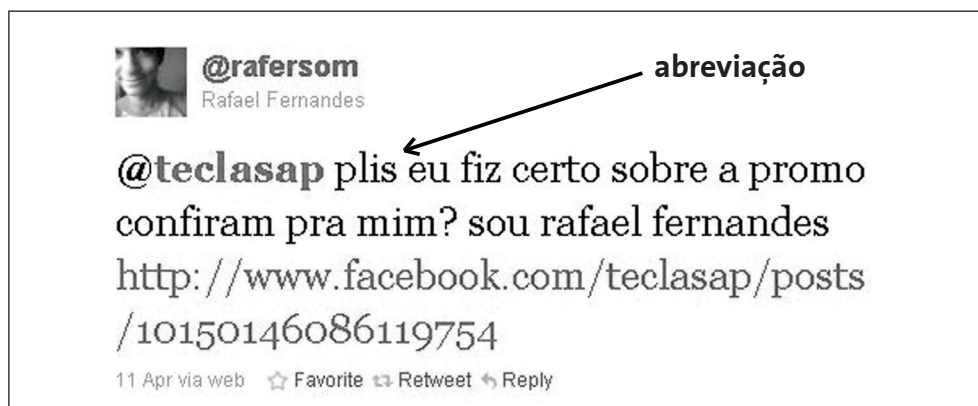 @rafersom
abreviação
Rafael Fernandes
@teclasap plis eu fiz certo sobre a promo
confiram pra mim? sou rafael fernandes
http://www.facebook.com/teclasap/posts
/10150146086119754
11 Apr via web Favorite Retweet Reply